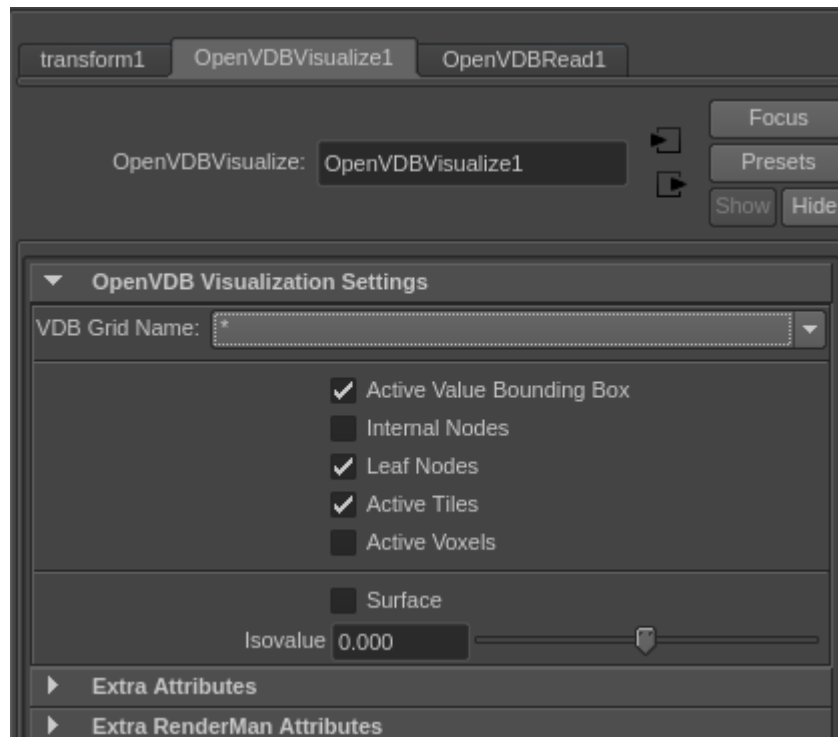 transform1 OpenVDBVisualize1 OpenVDBRead1
Focus
OpenVDBVisualize: OpenVDBVisualize1
Presets
Show Hide
OpenVDB Visualization Settings
VDB Grid Name: *
Active Value Bounding Box
Internal Nodes
Leaf Nodes
Active Tiles
Active Voxels
Surface
Isovalue 0.000
Extra Attributes
Extra RenderMan Attributes